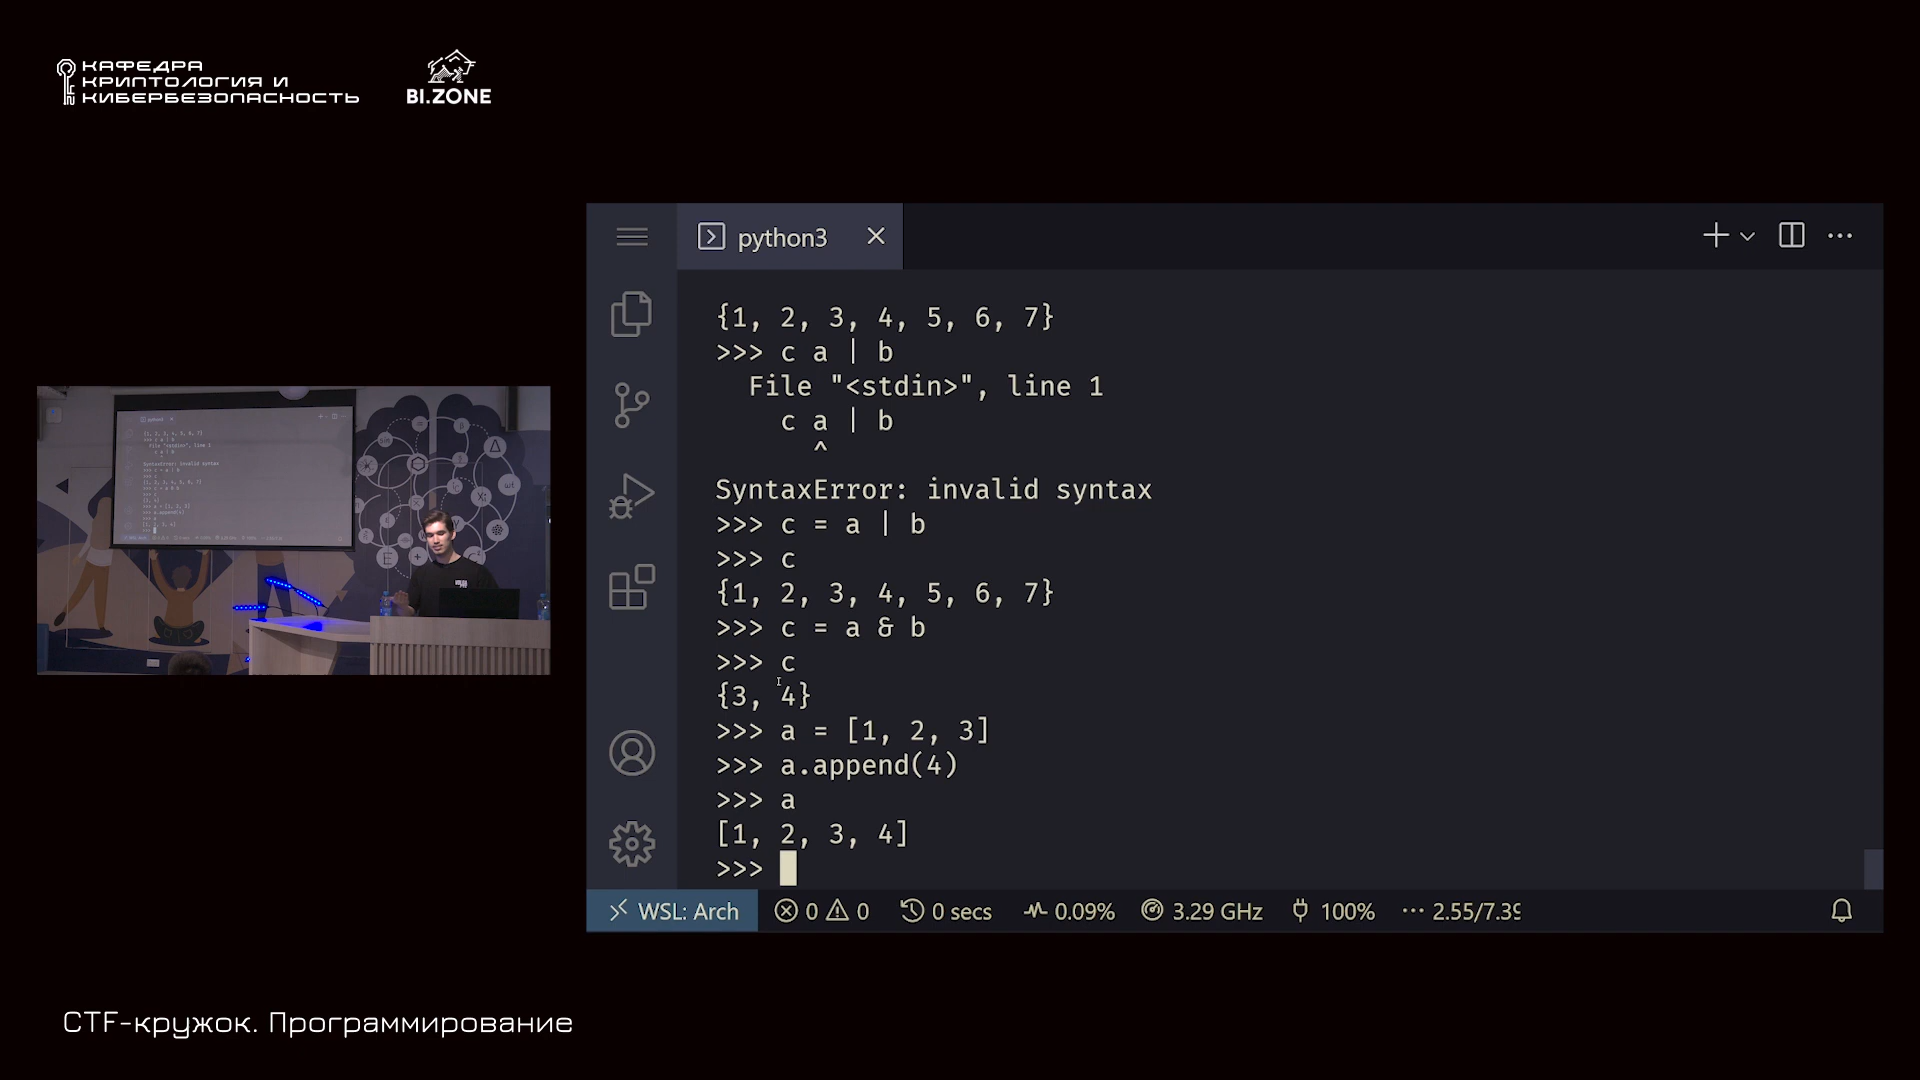 КАФЕДРА
КРИПТОЛОГИЯ И
КИБЕРБЕЗОПАСНОСТЬ
BI.ZONE
python3
{1, 2, 3, 4, 5, 6, 7}
>>> c a | b
File "<stdin>", line 1
c a | b
^
SyntaxError: invalid syntax
>>> c = a | b
>>> c
{1, 2, 3, 4, 5, 6, 7}
>>> c = a & b
>>> c
{3, 4}
>>> a = [1, 2, 3]
>>> a.append(4)
>>> a
[1, 2, 3, 4]
>>>
WSL: Arch 0 0 0 secs 0.09% 3.29 GHz 100% ··· 2.55/7.39
CTF-кружок. Программирование